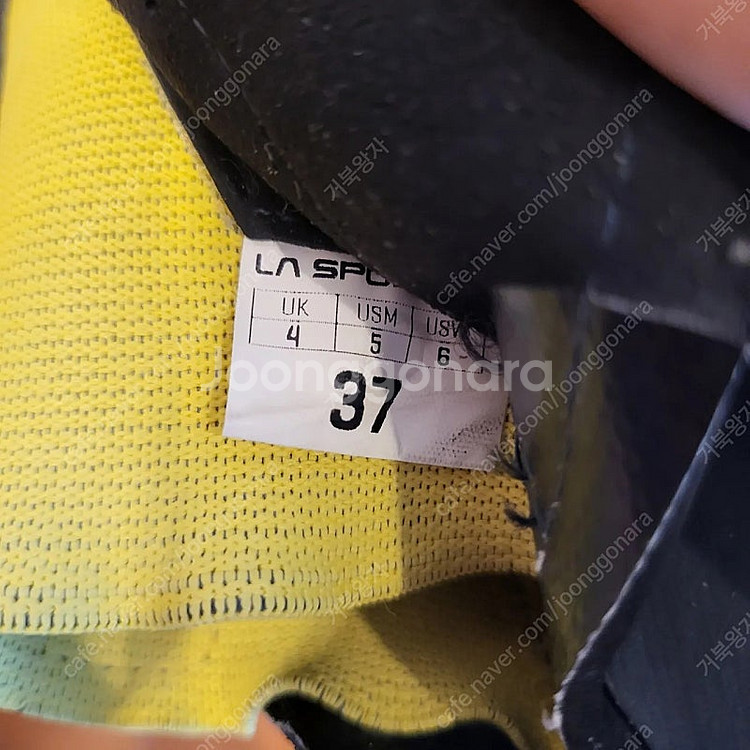 LA SPO
UK USM USW
4 5 6
37
Joonggonara
거북왕자
cafe.naver.com/joonggonara